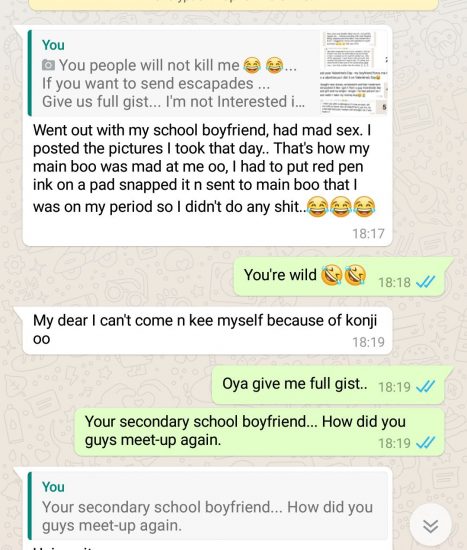 You
📷 You people will not kill me 😂 😂...
If you want to send escapades ...
Give us full gist... I'm not Interested i...
Went out with my school boyfriend, had mad sex. I
posted the pictures I took that day.. That's how my
main boo was mad at me oo, I had to put red pen
ink on a pad snapped it n sent to main boo that I
was on my period so I didn't do any shit..😂😂😂
18:17
You're wild 🤣🤣 18:18
My dear I can't come n kee myself because of konji
oo
18:19
Oya give me full gist.. 18:19
Your secondary school boyfriend... How did you
guys meet-up again. 18:19
You
Your secondary school boyfriend... How did you
guys meet-up again.